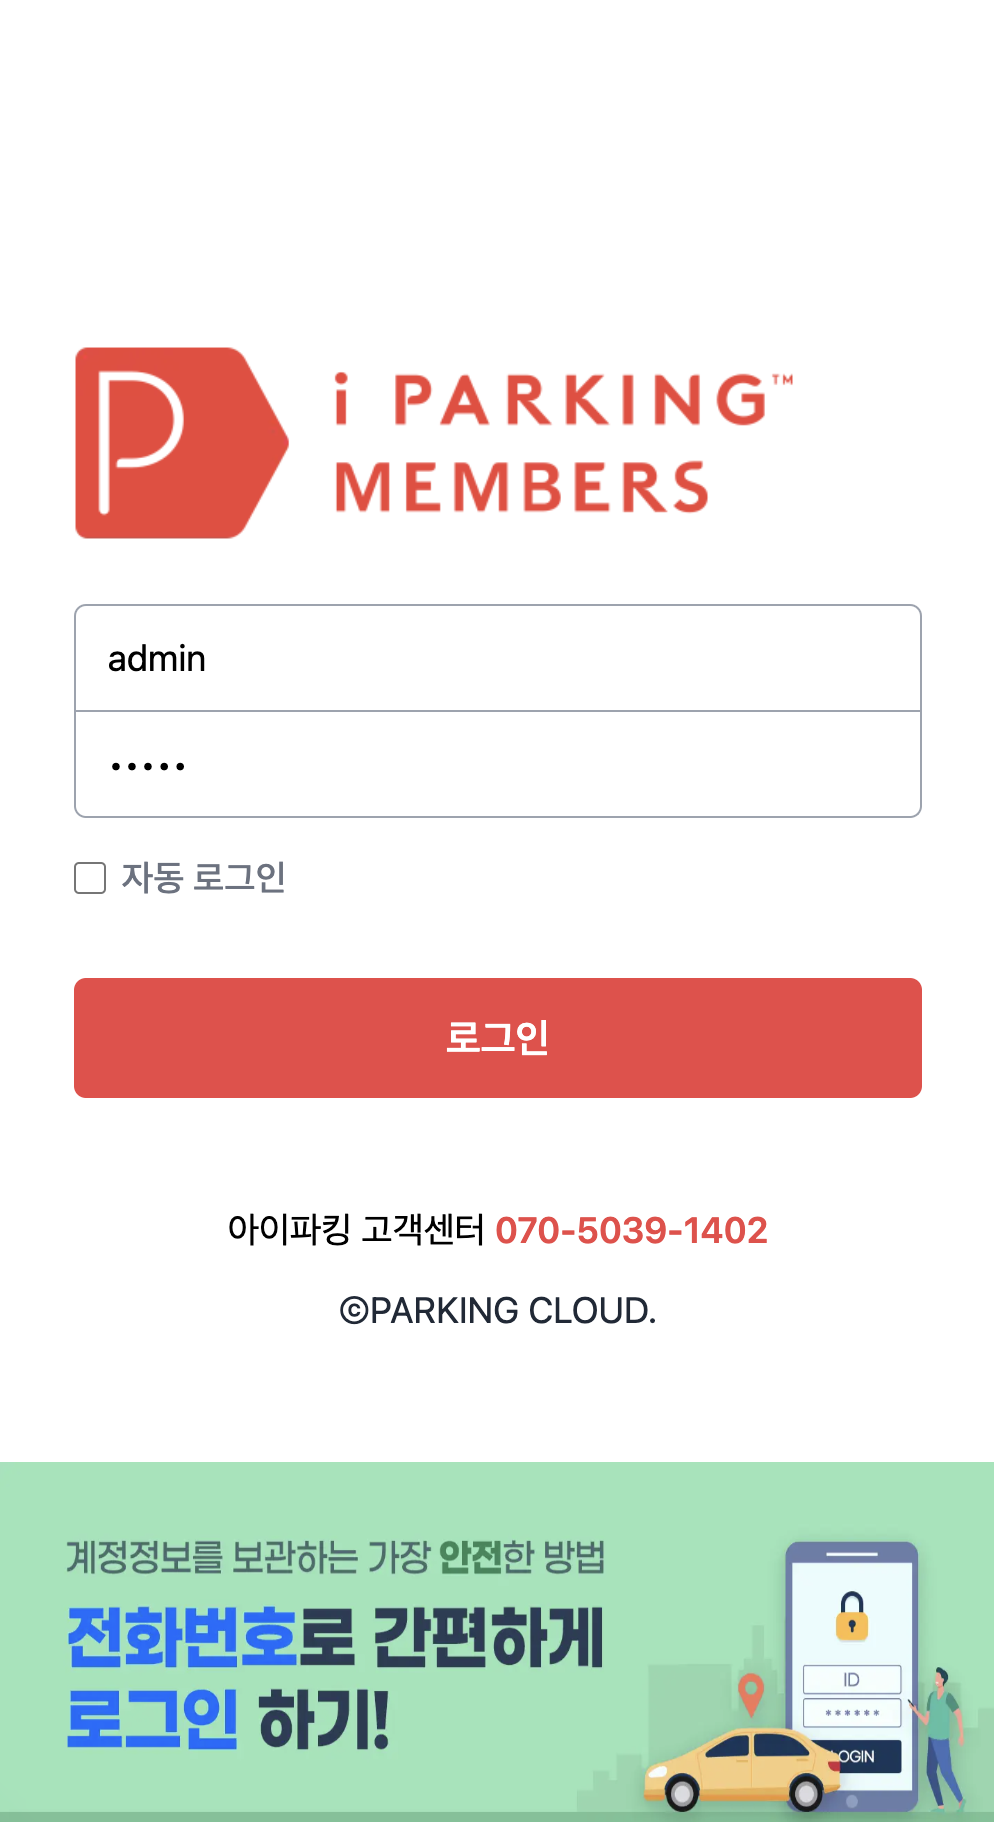 i PARKING™
MEMBERS
admin
•••••
자동 로그인
로그인
아이파킹 고객센터 070-5039-1402
©PARKING CLOUD.
계정정보를 보관하는 가장 안전한 방법
전화번호로 간편하게
로그인 하기!
ID
******
LOGIN